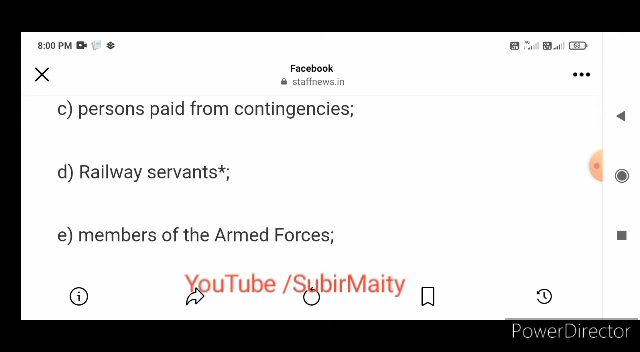 8:00 PM
53
Facebook
staffnews.in
c) persons paid from contingencies;
d) Railway servants*;
e) members of the Armed Forces;
YouTube /SubirMaity
PowerDirector